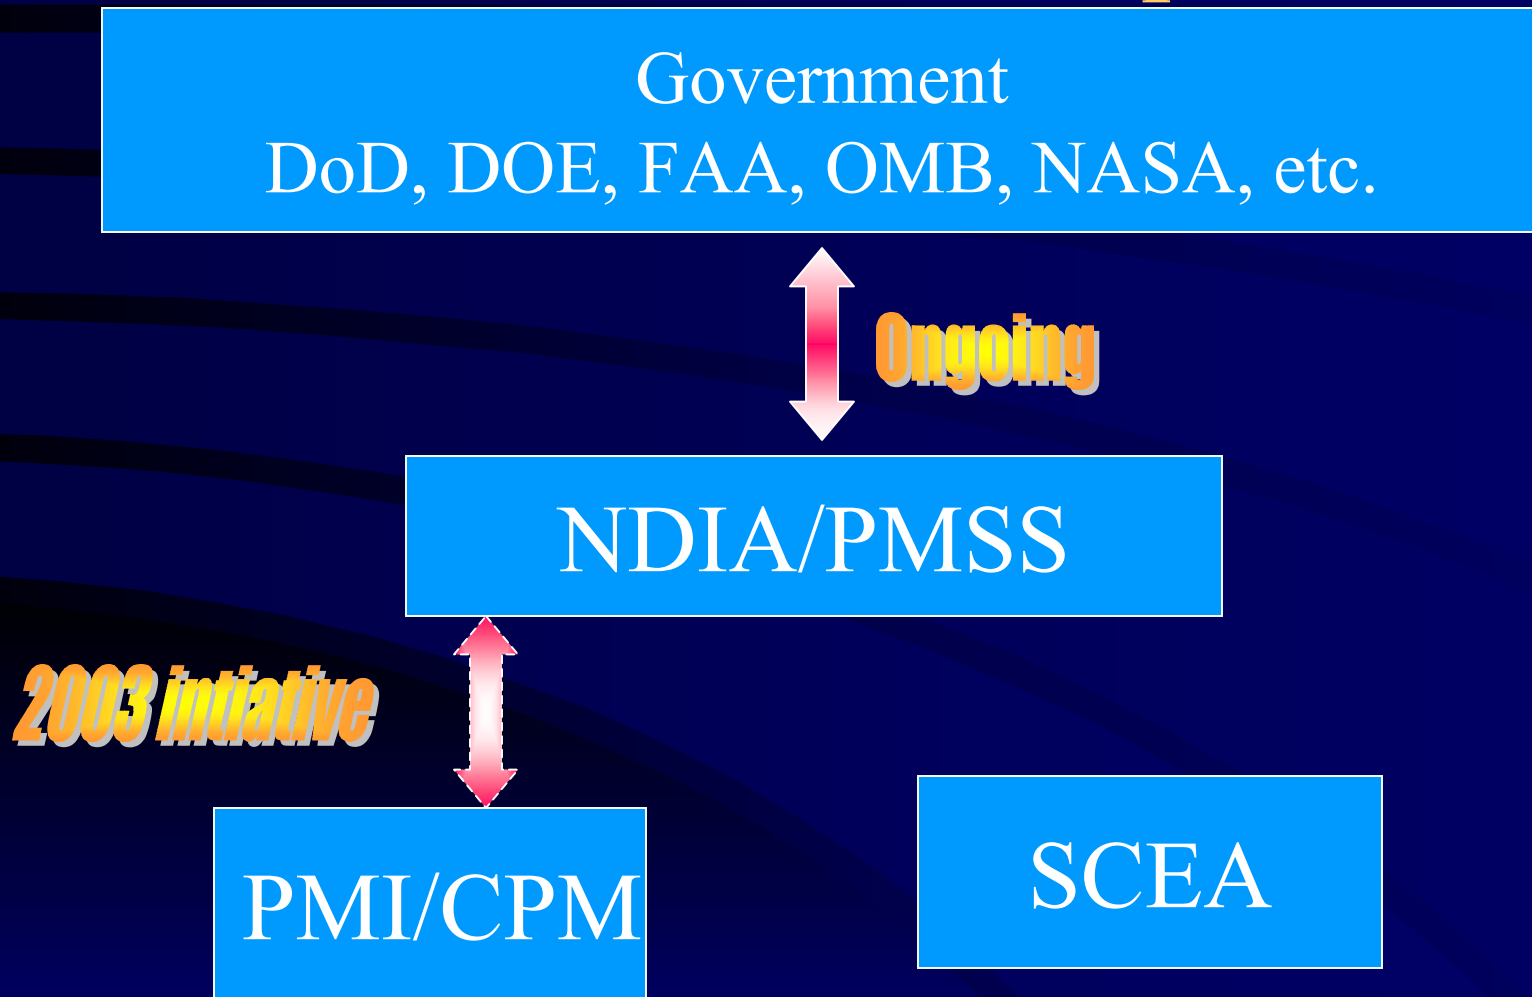 Government
DoD, DOE, FAA, OMB, NASA, etc.
Ongoing
NDIA/PMSS
2003 intiative
PMI/CPM
SCEA